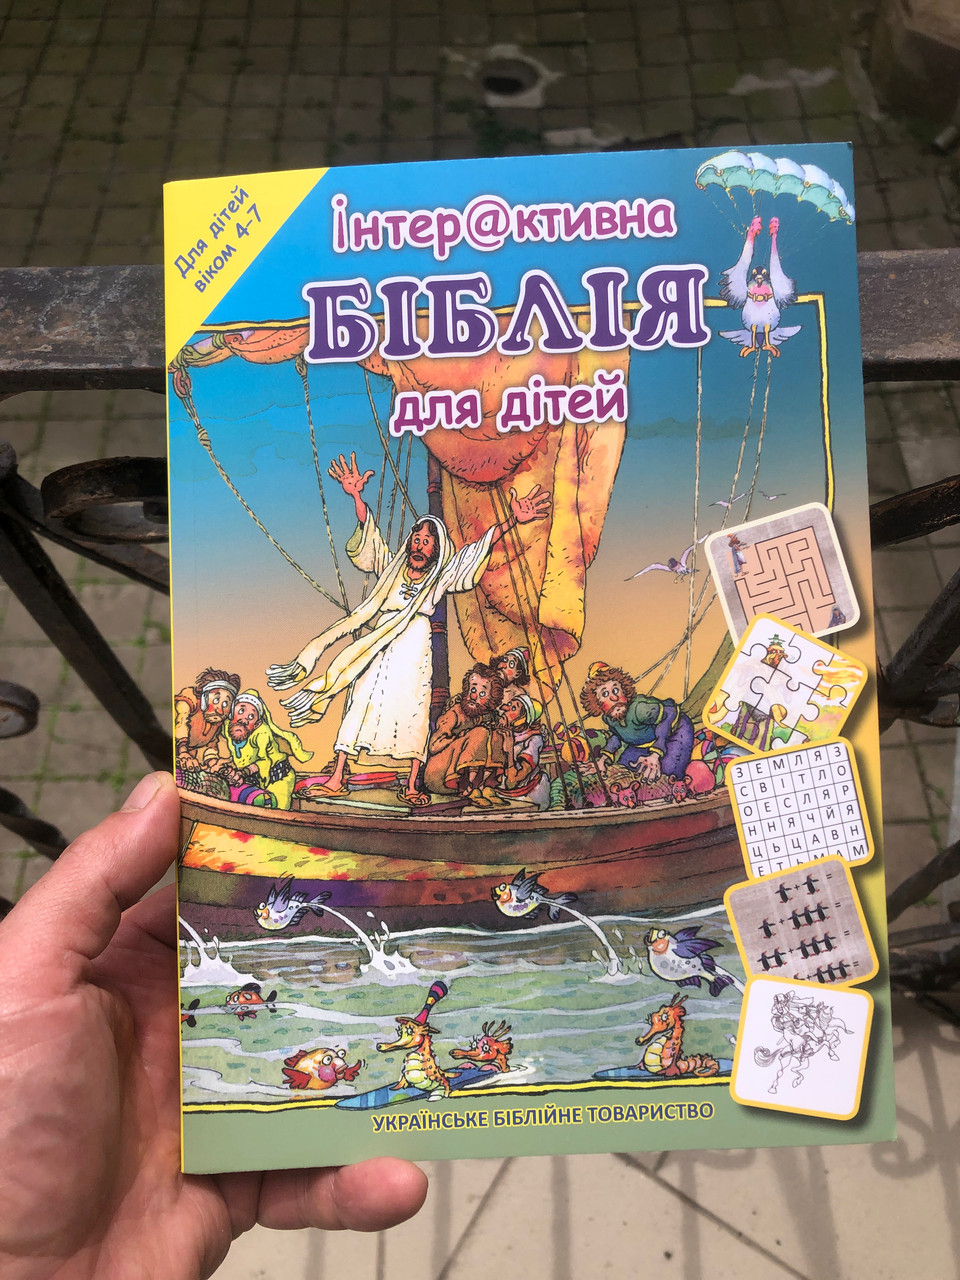 Для дітей
віком 4-7
інтер@ктивна
БІБЛІЯ
для дітей
З Е М Л Я З
С В І Т Л О
О Е С Л Я Р
Н Н Я Ч Й Я
Ц Ь Ц А В Н
Е Т Ь М А М
УКРАЇНСЬКЕ БІБЛІЙНЕ ТОВАРИСТВО